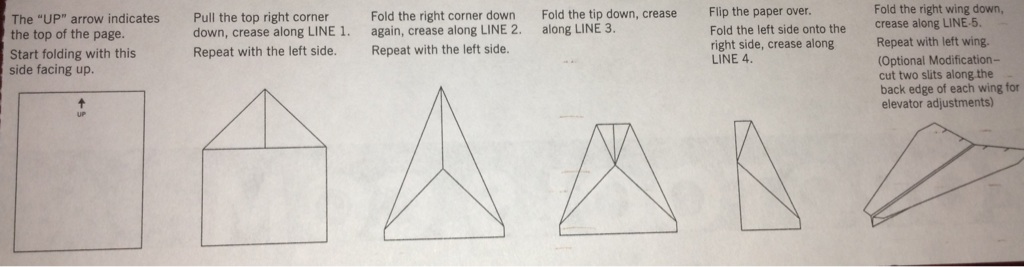 The "UP" arrow indicates
the top of the page.
Start folding with this
side facing up.
UP
Pull the top right corner
down, crease along LINE 1.
Repeat with the left side.
Fold the right corner down
again, crease along LINE 2.
Repeat with the left side.
Fold the tip down, crease
along LINE 3.
Flip the paper over.
Fold the left side onto the
right side, crease along
LINE 4.
Fold the right wing down,
crease along LINE 5.
Repeat with left wing.
(Optional Modification—
cut two slits along the
back edge of each wing for
elevator adjustments)